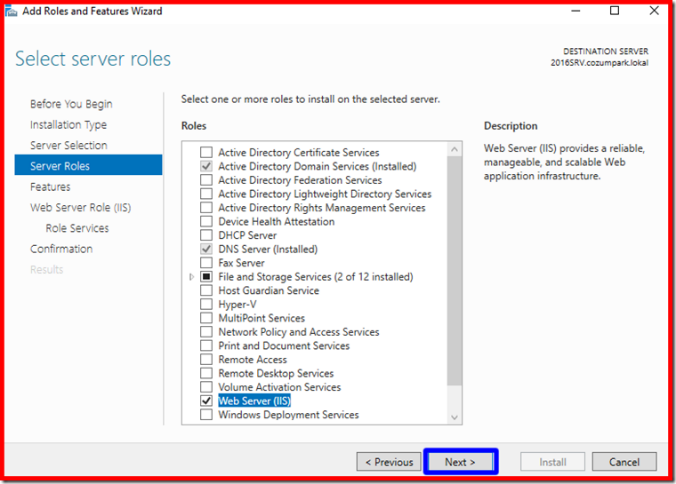 Add Roles and Features Wizard
Select server roles
DESTINATION SERVER
2016SRV.cozumpark.lokal
Before You Begin
Installation Type
Server Selection
Server Roles
Features
Web Server Role (IIS)
Role Services
Confirmation
Results
Select one or more roles to install on the selected server.
Roles
Active Directory Certificate Services
Active Directory Domain Services (Installed)
Active Directory Federation Services
Active Directory Lightweight Directory Services
Active Directory Rights Management Services
Device Health Attestation
DHCP Server
DNS Server (Installed)
Fax Server
File and Storage Services (2 of 12 installed)
Host Guardian Service
Hyper-V
MultiPoint Services
Network Policy and Access Services
Print and Document Services
Remote Access
Remote Desktop Services
Volume Activation Services
Web Server (IIS)
Windows Deployment Services
Description
Web Server (IIS) provides a reliable,
manageable, and scalable Web
application infrastructure.
< Previous
Next >
Install
Cancel